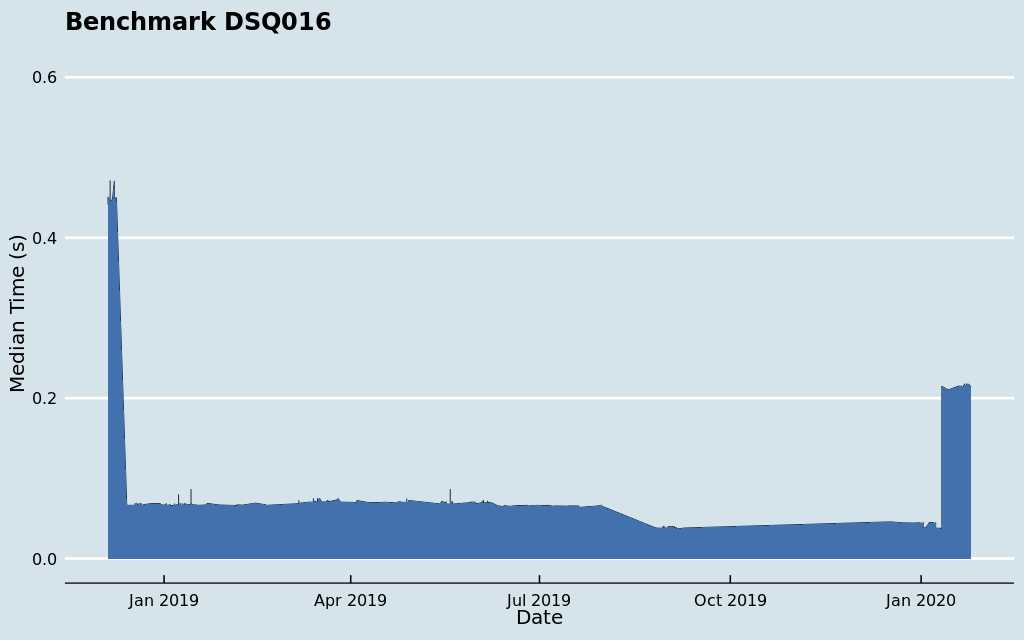 Benchmark DSQ016
Median Time (s)
0.6
0.4
0.2
0.0
Jan 2019
Apr 2019
Jul 2019
Oct 2019
Jan 2020
Date